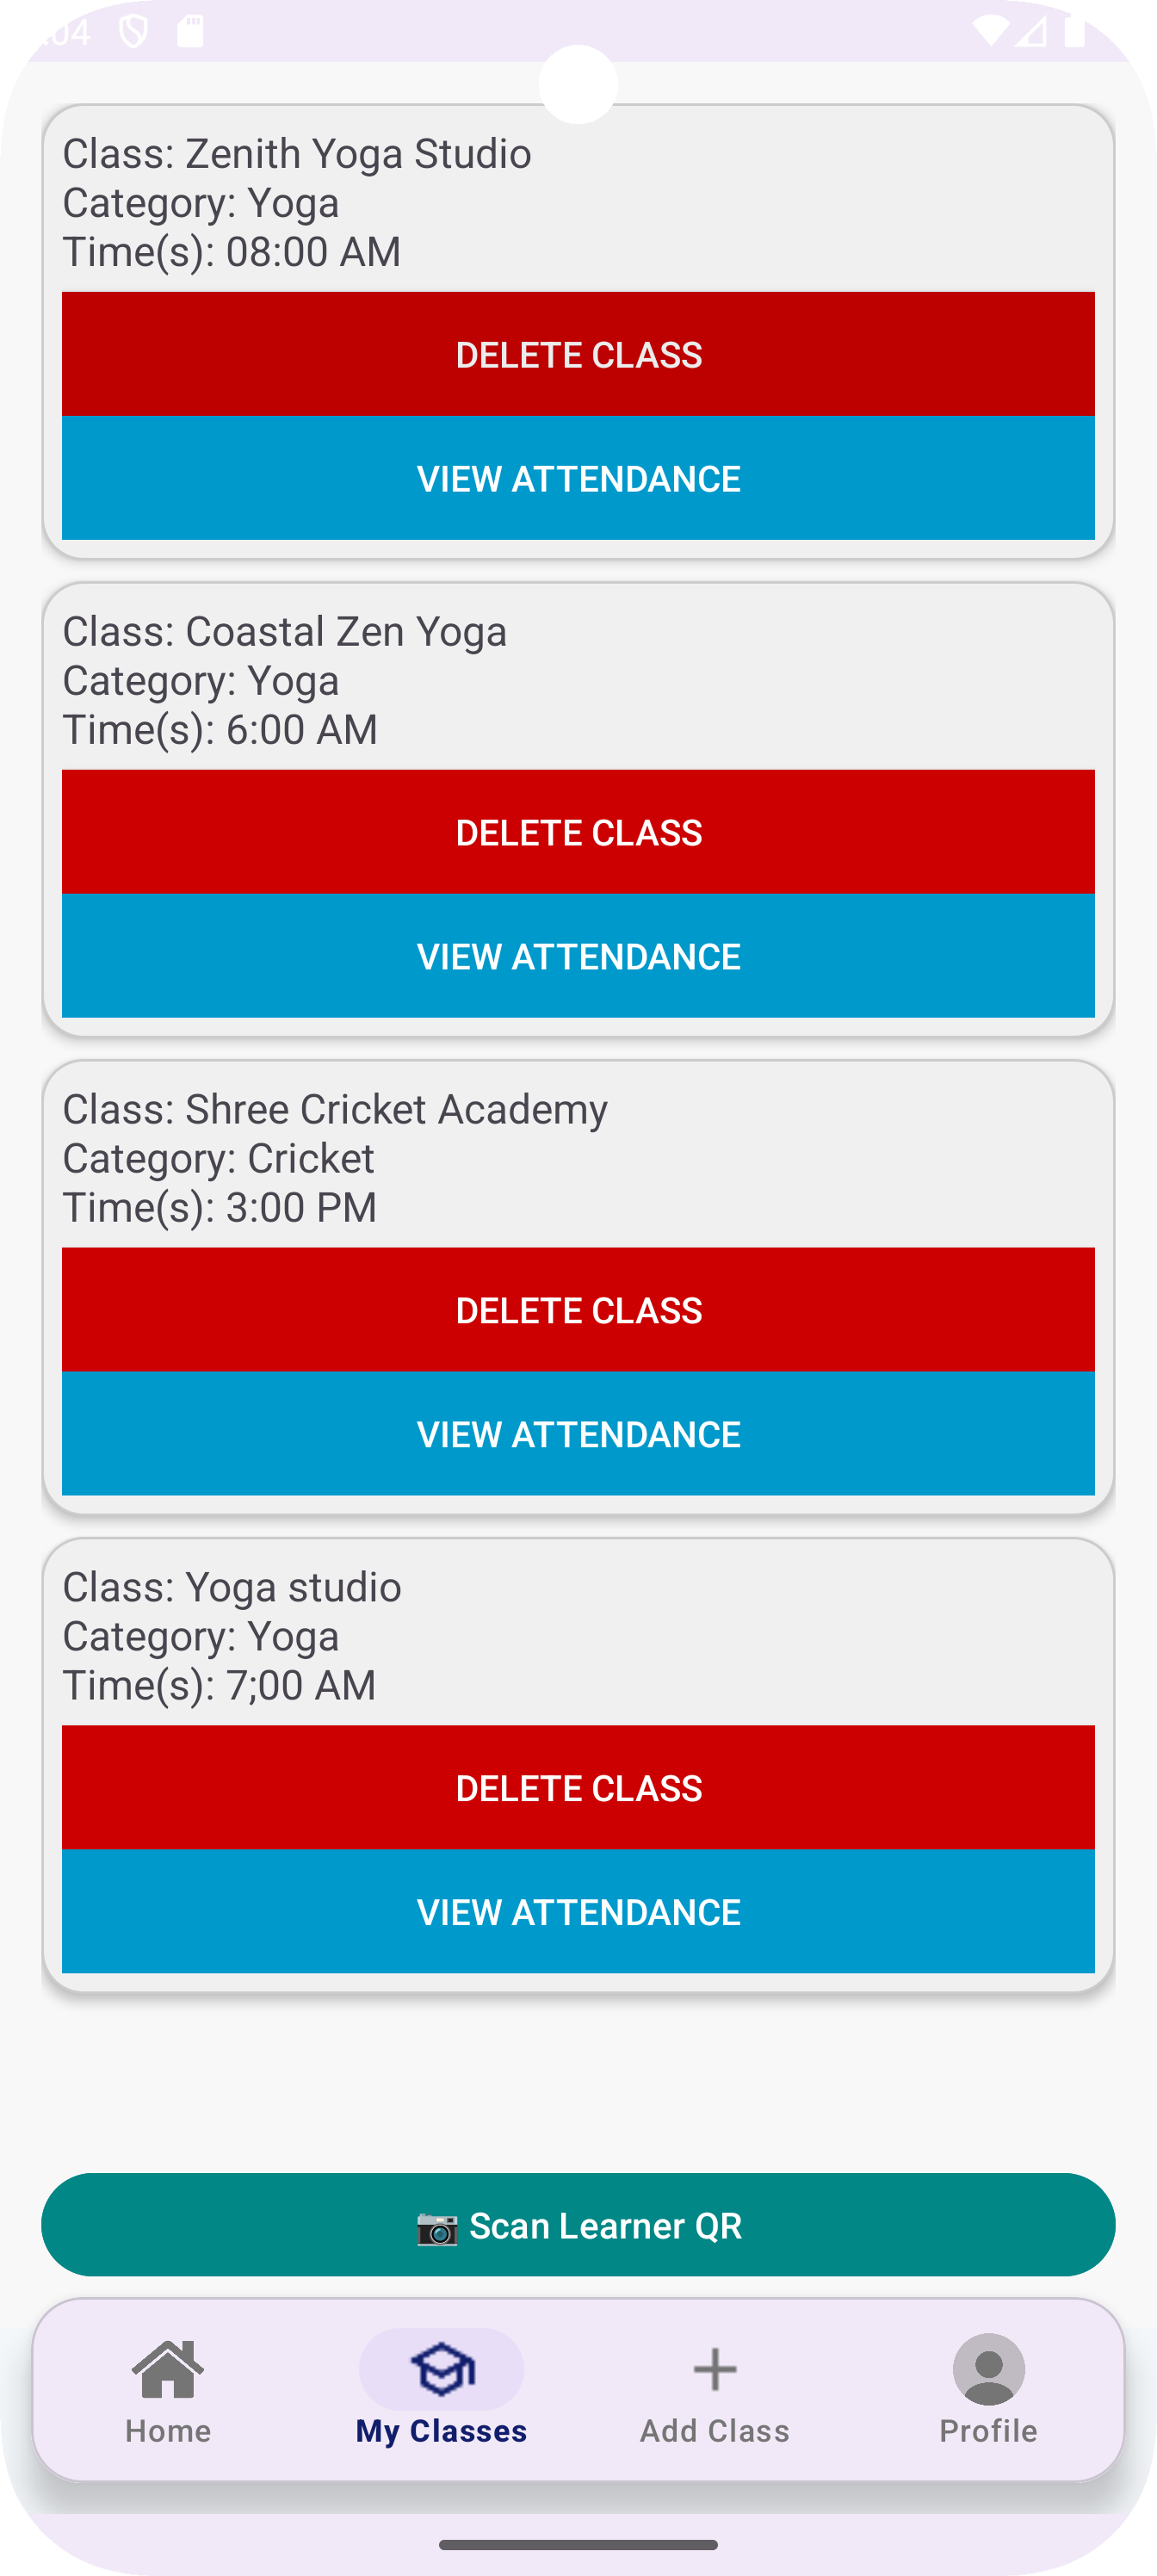 :04
Class: Zenith Yoga Studio
Category: Yoga
Time(s): 08:00 AM
DELETE CLASS
VIEW ATTENDANCE
Class: Coastal Zen Yoga
Category: Yoga
Time(s): 6:00 AM
DELETE CLASS
VIEW ATTENDANCE
Class: Shree Cricket Academy
Category: Cricket
Time(s): 3:00 PM
DELETE CLASS
VIEW ATTENDANCE
Class: Yoga studio
Category: Yoga
Time(s): 7;00 AM
DELETE CLASS
VIEW ATTENDANCE
📷 Scan Learner QR
Home My Classes Add Class Profile